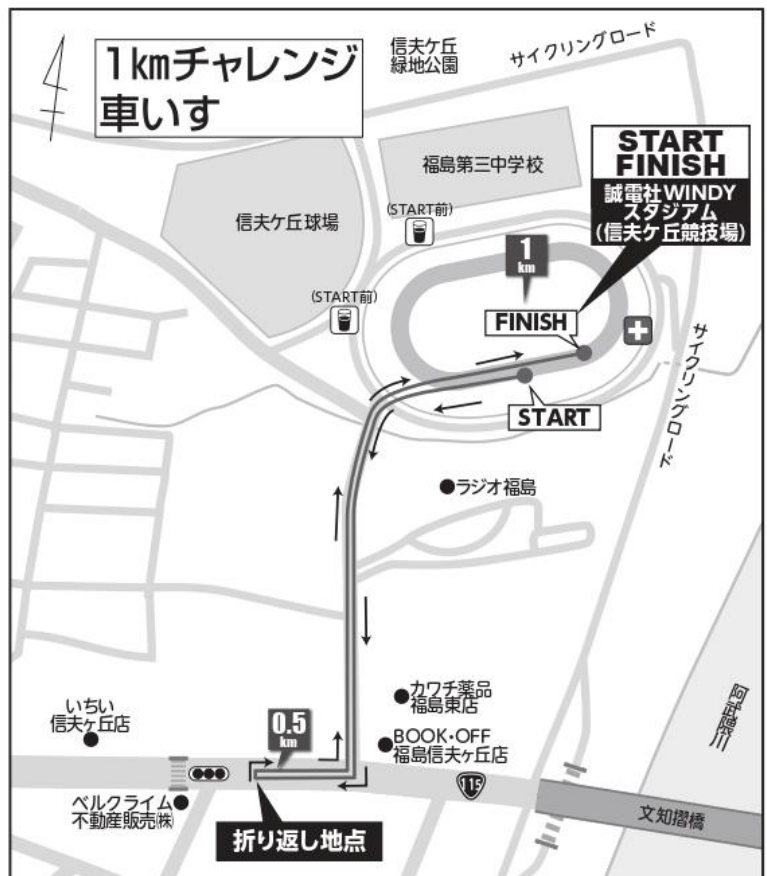 1kmチャレンジ
車いす
信夫ケ丘
緑地公園
サイクリングロード
START
FINISH
誠電社WINDY
スタジアム
(信夫ケ丘競技場)
福島第三中学校
信夫ケ丘球場
(START前)
(START前)
1
km
FINISH
START
サイクリングロード
ラジオ福島
カワチ薬品
福島東店
BOOK・OFF
福島信夫ヶ丘店
いちい
信夫ヶ丘店
0.5
km
115
阿武隈川
ベルクライム
不動産販売㈱
折り返し地点
文知摺橋